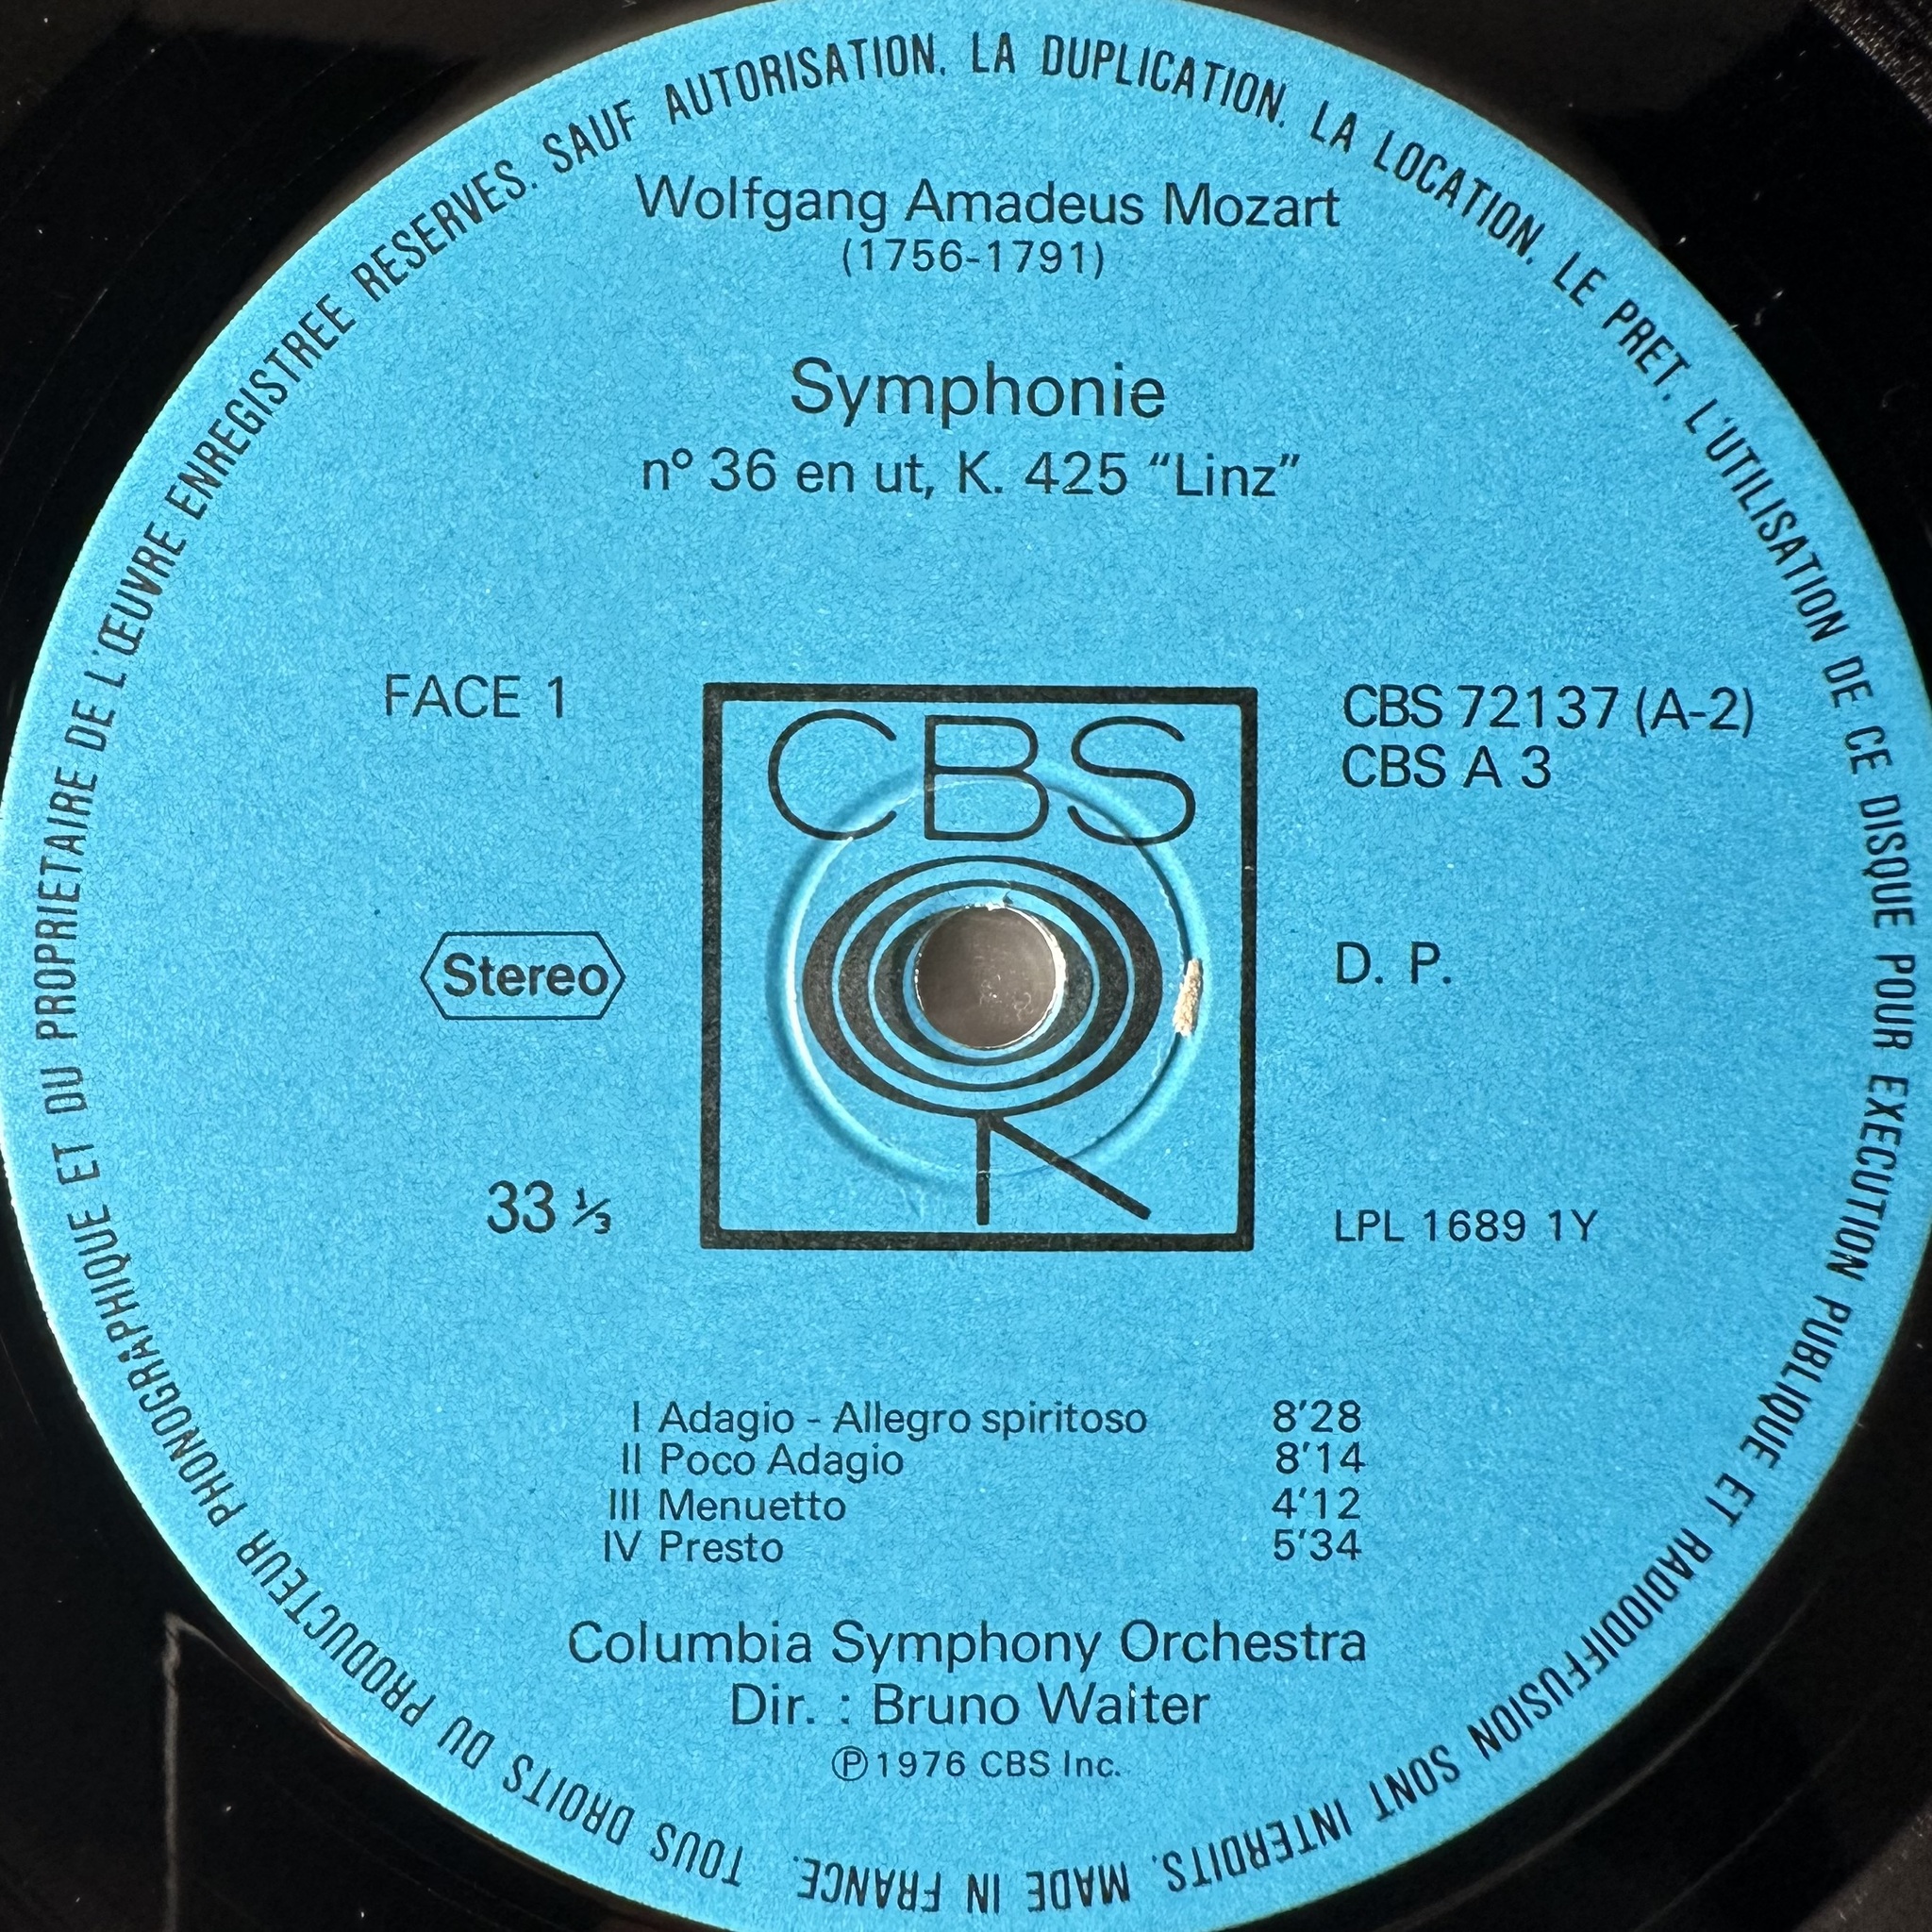 TOUS DROITS DU PRODUCTEUR PHONOGRAPHIQUE ET DU PROPRIETAIRE DE L'ŒUVRE ENREGISTREE RESERVES. SAUF AUTORISATION, LA DUPLICATION, LA LOCATION, LE PRET, L'UTILISATION DE CE DISQUE POUR EXECUTION PUBLIQUE ET RADIODIFFUSION SONT INTERDITS. MADE IN FRANCE.
Wolfgang Amadeus Mozart
(1756-1791)
Symphonie
n° 36 en ut, K. 425 “Linz”
FACE 1
CBS
CBS 72137 (A-2)
CBS A 3
Stereo
D. P.
33 1/3
LPL 1689 1Y
I Adagio - Allegro spiritoso 8'28
II Poco Adagio 8'14
III Menuetto 4'12
IV Presto 5'34
Columbia Symphony Orchestra
Dir. : Bruno Walter
Ⓟ1976 CBS Inc.